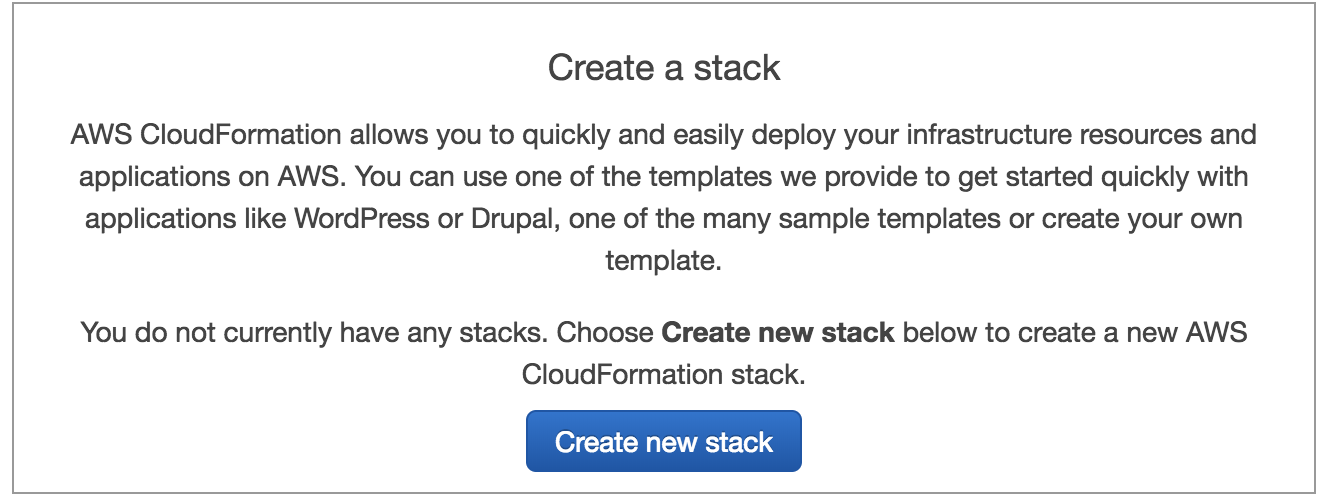 Create a stack
AWS CloudFormation allows you to quickly and easily deploy your infrastructure resources and
applications on AWS. You can use one of the templates we provide to get started quickly with
applications like WordPress or Drupal, one of the many sample templates or create your own
template.
You do not currently have any stacks. Choose Create new stack below to create a new AWS
CloudFormation stack.
Create new stack